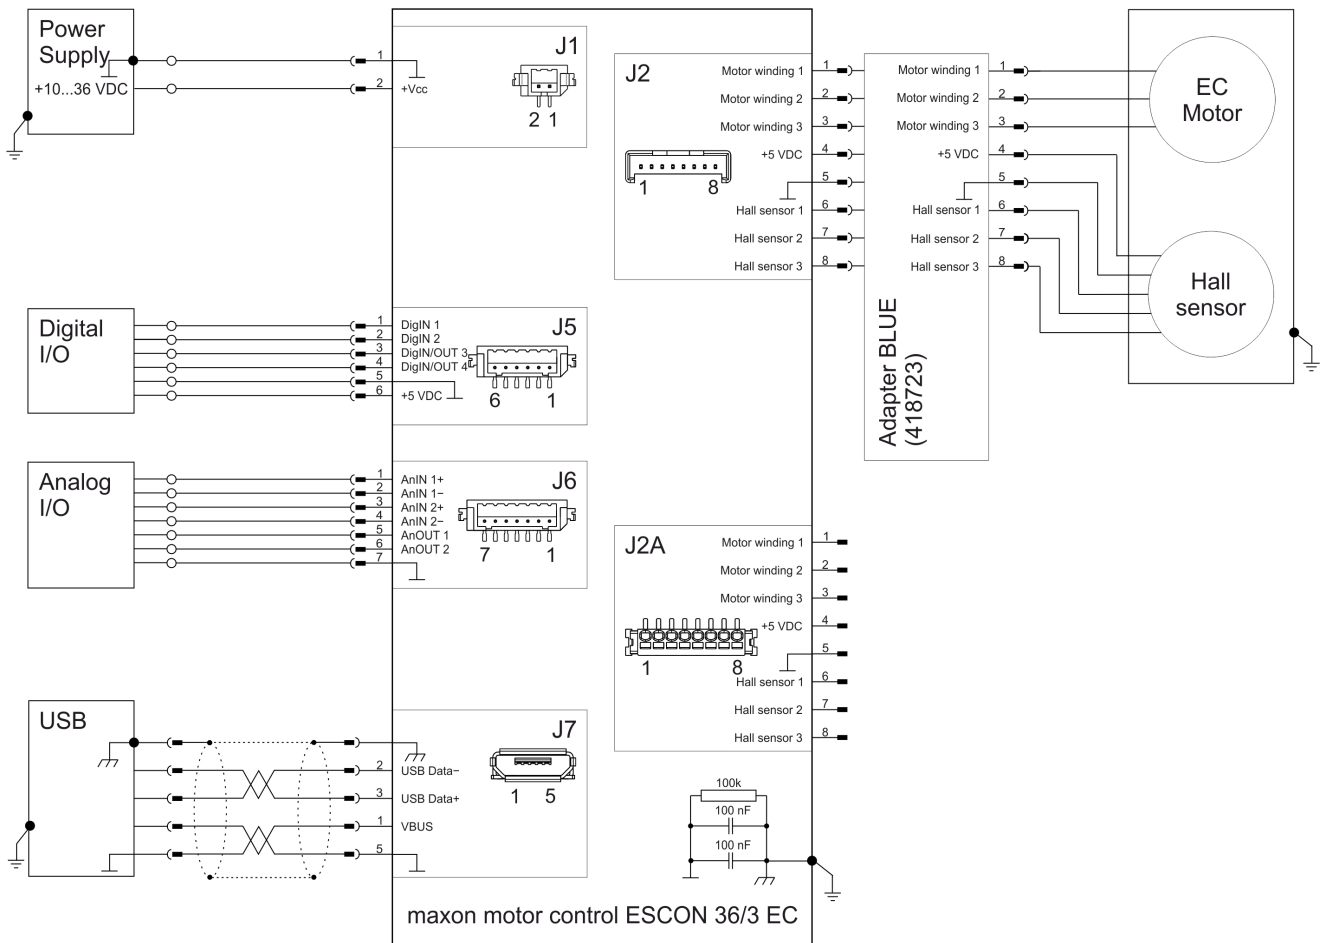 Power
Supply
+10...36 VDC
1
2
+Vcc
J1
2 1
Digital
I/O
1
2
3
4
5
6
DigIN 1
DigIN 2
DigIN/OUT 3
DigIN/OUT 4
+5 VDC
J5
6 1
Analog
I/O
1
2
3
4
5
6
7
AnIN 1+
AnIN 1−
AnIN 2+
AnIN 2−
AnOUT 1
AnOUT 2
J6
7 1
USB
2
3
1
5
USB Data−
USB Data+
VBUS
J7
1 5
J2
1 8
Motor winding 1 1
Motor winding 2 2
Motor winding 3 3
+5 VDC 4
5
Hall sensor 1 6
Hall sensor 2 7
Hall sensor 3 8
Motor winding 1 1
Motor winding 2 2
Motor winding 3 3
+5 VDC 4
5
Hall sensor 1 6
Hall sensor 2 7
Hall sensor 3 8
Adapter BLUE
(418723)
EC
Motor
Hall
sensor
J2A
1 8
Motor winding 1 1
Motor winding 2 2
Motor winding 3 3
+5 VDC 4
5
Hall sensor 1 6
Hall sensor 2 7
Hall sensor 3 8
100k
100 nF
100 nF
maxon motor control ESCON 36/3 EC